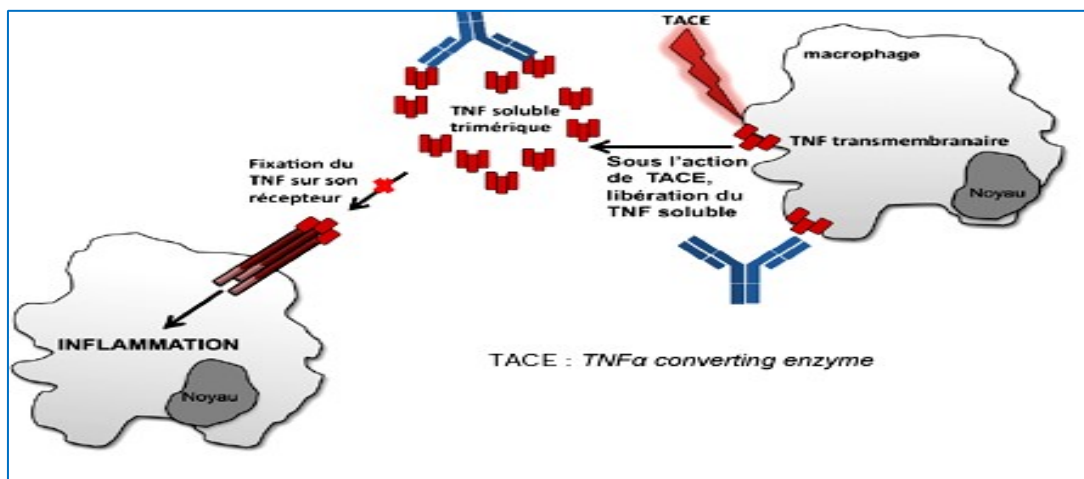 TACE
macrophage
TNF soluble
trimérique
TNF transmembranaire
Fixation du
TNF sur son
récepteur
Sous l'action
de TACE,
libération du
TNF soluble
Noyau
INFLAMMATION
Noyau
TACE : TNFα converting enzyme